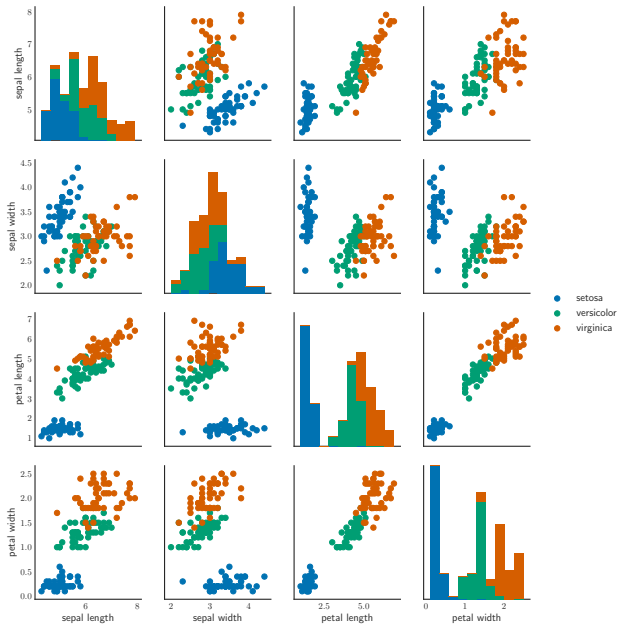 sepal length
8
7
6
5
sepal width
4.5
4.0
3.5
3.0
2.5
2.0
setosa
versicolor
virginica
petal length
7
6
5
4
3
2
1
petal width
2.5
2.0
1.5
1.0
0.5
0.0
6 8 2 3 4 2.5 5.0 0 2
sepal length sepal width petal length petal width